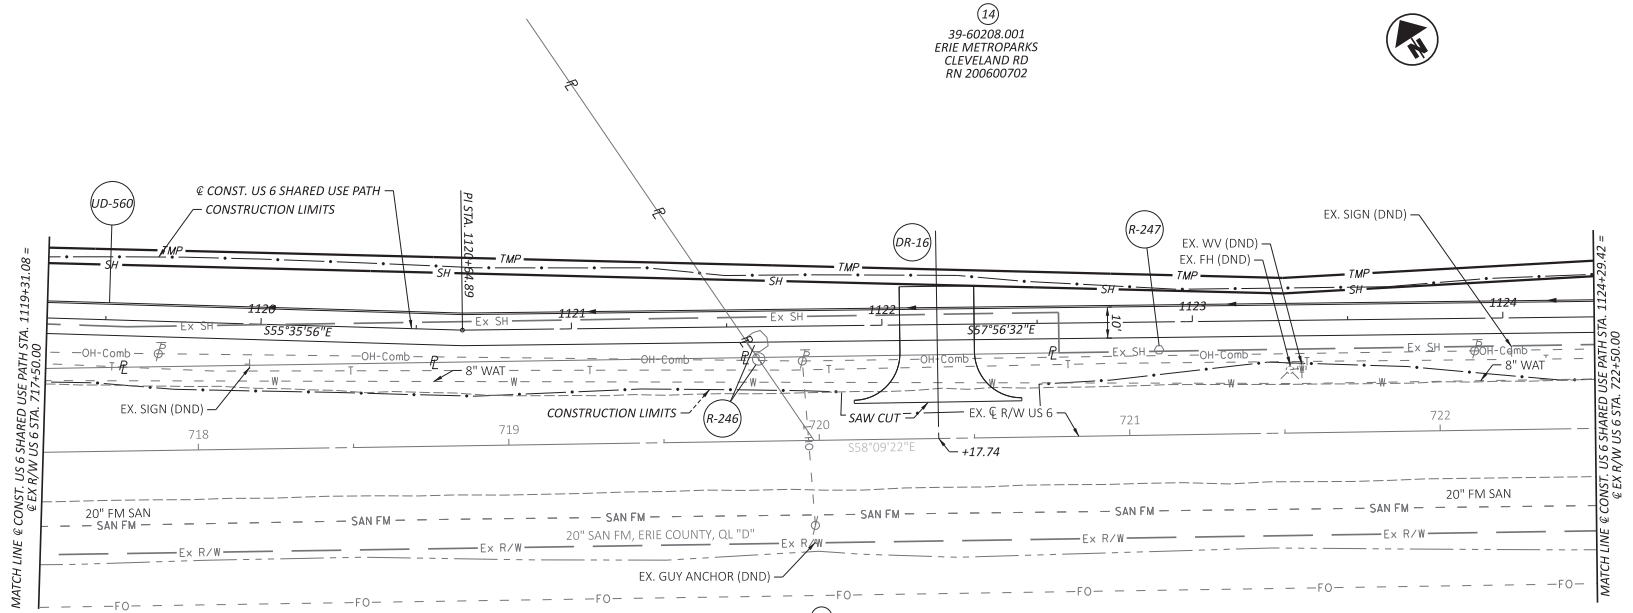 14
39-60208.001
ERIE METROPARKS
CLEVELAND RD
RN 200600702
N
PL
PL
UD-560
℄ CONST. US 6 SHARED USE PATH
CONSTRUCTION LIMITS
PI STA. 1120+64.89
DR-16
R-247
EX. WV (DND)
EX. FH (DND)
EX. SIGN (DND)
TMP
TMP
TMP
TMP
TMP
SH
SH
SH
SH
SH
1120
1121
1122
1123
1124
Ex SH
Ex SH
Ex SH
Ex SH
Ex SH
S55°35'56"E
S57°56'32"E
10'
OH-Comb
OH-Comb
OH-Comb
OH-Comb
OH-Comb
OH-Comb
PL
PL
PL
PL
PL
T
T
T
T
T
8" WAT
8" WAT
W
W
W
W
W
W
EX. SIGN (DND)
CONSTRUCTION LIMITS
R-246
SAW CUT
EX. ℄ R/W US 6
718
719
720
721
722
S58°09'22"E
+17.74
20" FM SAN
20" FM SAN
SAN FM
SAN FM
SAN FM
SAN FM
SAN FM
SAN FM
20" SAN FM, ERIE COUNTY, QL "D"
Ex R/W
Ex R/W
Ex R/W
Ex R/W
Ex R/W
EX. GUY ANCHOR (DND)
FO
FO
FO
FO
FO
FO
FO
MATCH LINE ℄ CONST. US 6 SHARED USE PATH STA. 1119+31.08 =
℄ EX R/W US 6 STA. 717+50.00
MATCH LINE ℄ CONST. US 6 SHARED USE PATH STA. 1124+29.42 =
℄ EX R/W US 6 STA. 722+50.00